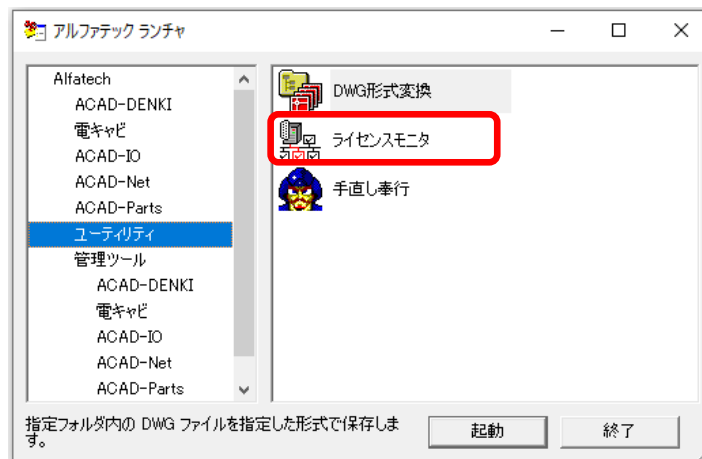 アルファテック ランチャ
Alfatech
ACAD-DENKI
電キャビ
ACAD-IO
ACAD-Net
ACAD-Parts
ユーティリティ
管理ツール
ACAD-DENKI
電キャビ
ACAD-IO
ACAD-Net
ACAD-Parts
DWG形式変換
ライセンスモニタ
手直し奉行
指定フォルダ内の DWG ファイルを指定した形式で保存しま
す。
起動
終了